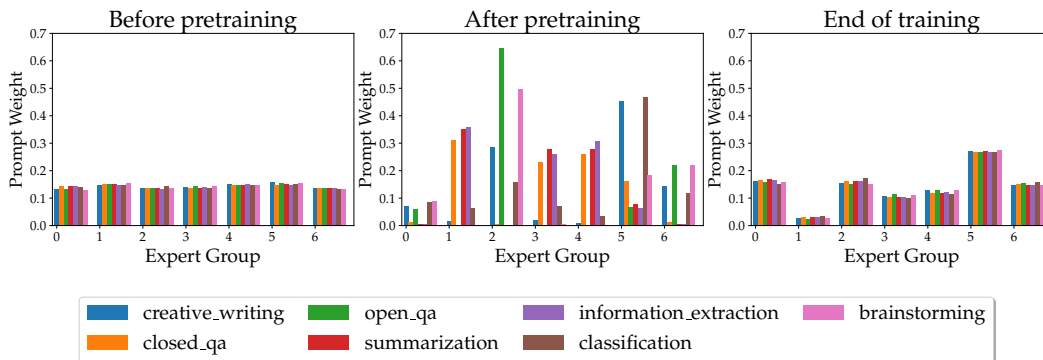 Before pretraining
After pretraining
End of training
Prompt Weight
0.7
0.6
0.5
0.4
0.3
0.2
0.1
0.0
0 1 2 3 4 5 6
Expert Group
Prompt Weight
0.7
0.6
0.5
0.4
0.3
0.2
0.1
0.0
0 1 2 3 4 5 6
Expert Group
Prompt Weight
0.7
0.6
0.5
0.4
0.3
0.2
0.1
0.0
0 1 2 3 4 5 6
Expert Group
creative_writing open_qa information_extraction brainstorming
closed_qa summarization classification